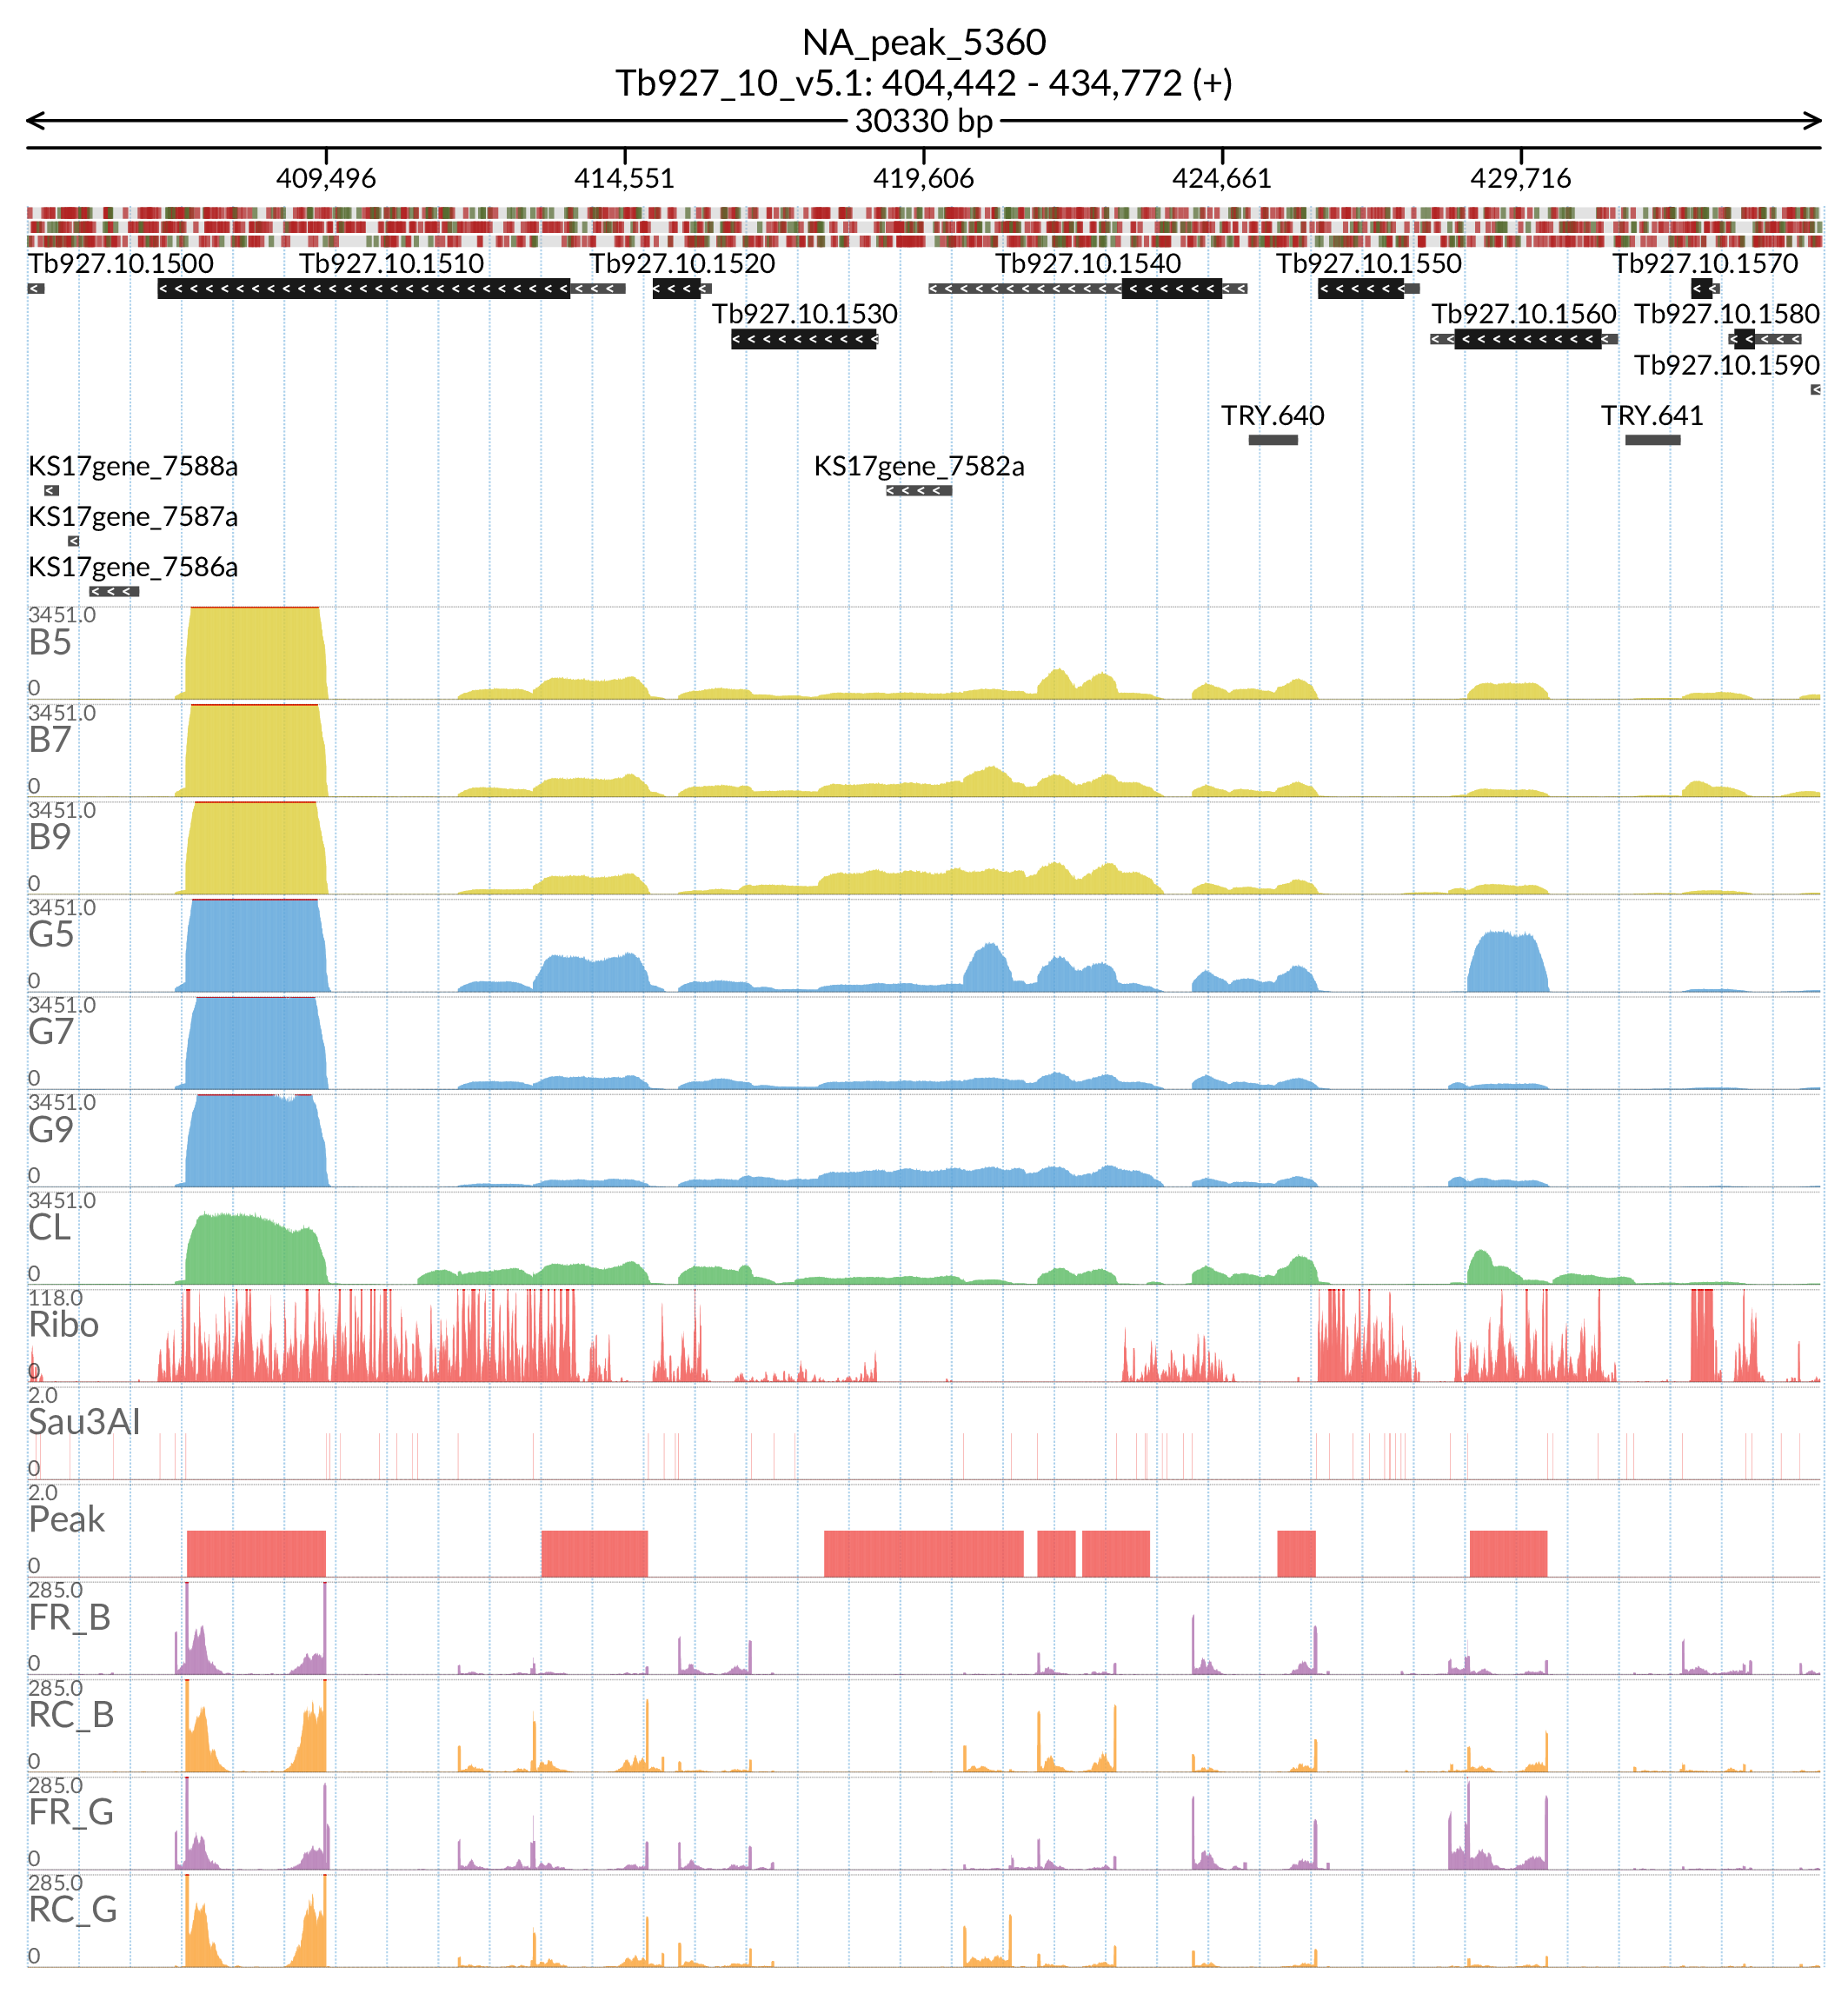 NA_peak_5360
Tb927_10_v5.1: 404,442 - 434,772 (+)
30330 bp
409,496 414,551 419,606 424,661 429,716
Tb927.10.1500 Tb927.10.1510 Tb927.10.1520 Tb927.10.1540 Tb927.10.1550 Tb927.10.1570
Tb927.10.1530 Tb927.10.1560 Tb927.10.1580
Tb927.10.1590
TRY.640 TRY.641
KS17gene_7588a KS17gene_7582a
KS17gene_7587a
KS17gene_7586a
3451.0
B5
0
3451.0
B7
0
3451.0
B9
0
3451.0
G5
0
3451.0
G7
0
3451.0
G9
0
3451.0
CL
0
118.0
Ribo
0
2.0
Sau3AI
0
2.0
Peak
0
285.0
FR_B
0
285.0
RC_B
0
285.0
FR_G
0
285.0
RC_G
0